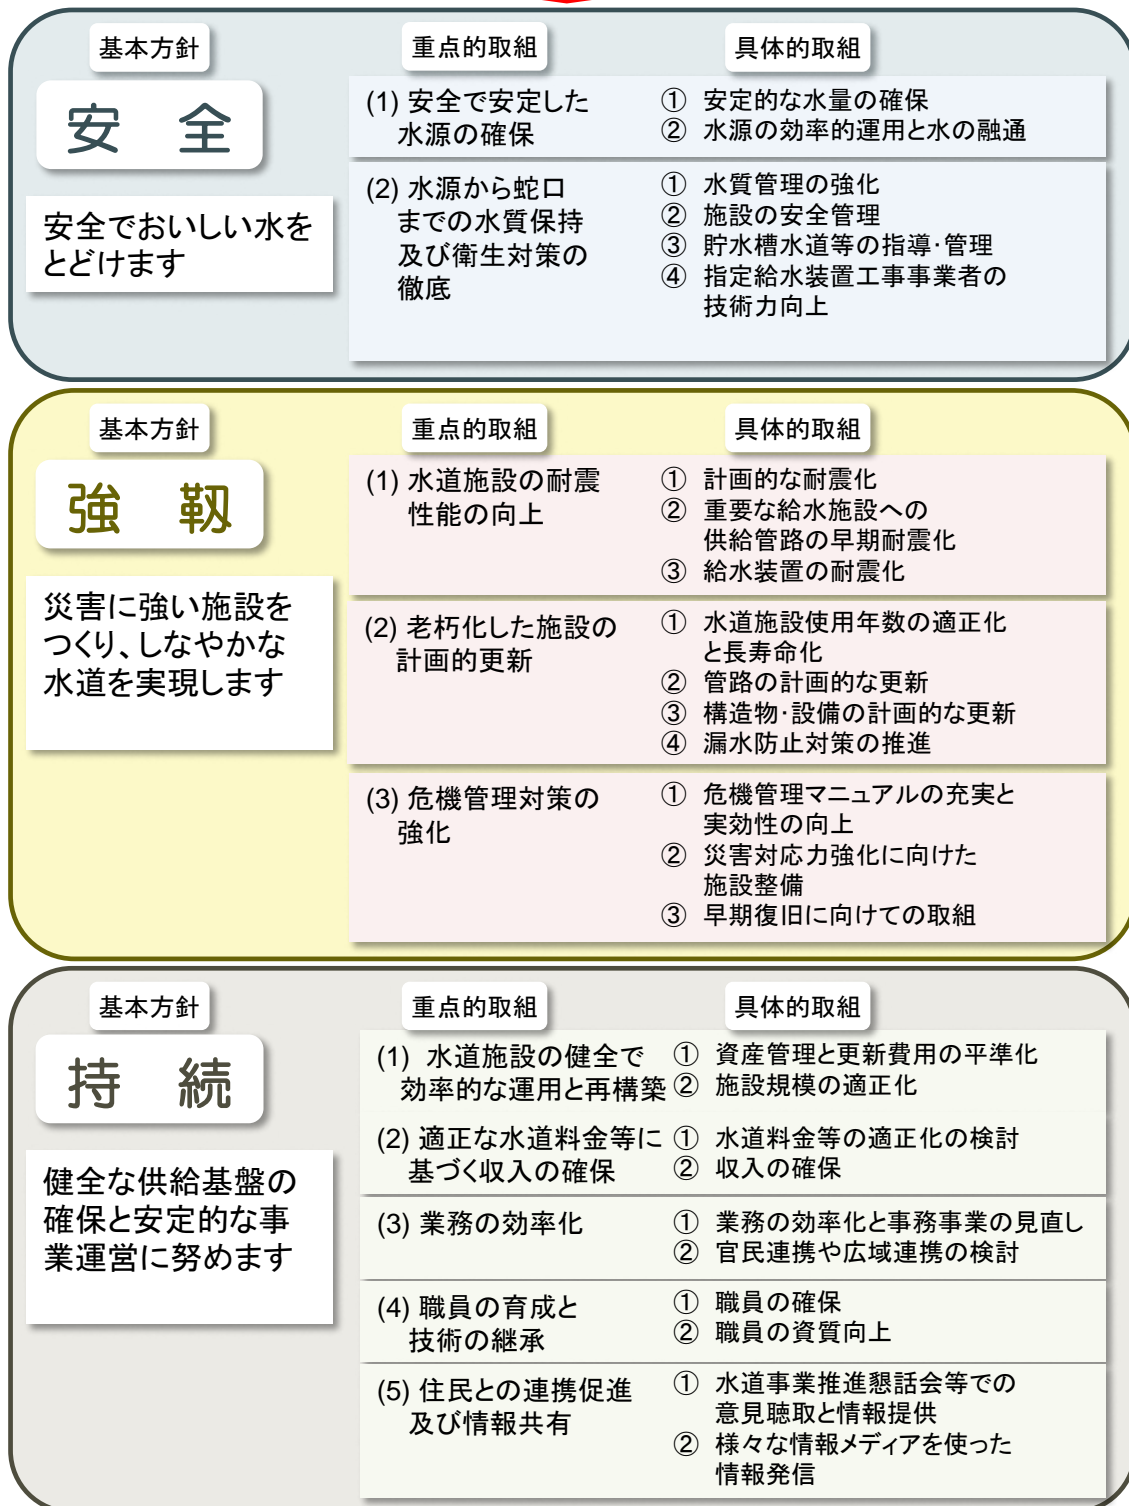 基本方針
重点的取組
具体的取組
安 全
安全でおいしい水を
とどけます
(1) 安全で安定した
水源の確保
① 安定的な水量の確保
② 水源の効率的運用と水の融通
(2) 水源から蛇口
までの水質保持
及び衛生対策の
徹底
① 水質管理の強化
② 施設の安全管理
③ 貯水槽水道等の指導・管理
④ 指定給水装置工事事業者の
技術力向上
基本方針
重点的取組
具体的取組
強 靱
災害に強い施設を
つくり、しなやかな
水道を実現します
(1) 水道施設の耐震
性能の向上
① 計画的な耐震化
② 重要な給水施設への
供給管路の早期耐震化
③ 給水装置の耐震化
(2) 老朽化した施設の
計画的更新
① 水道施設使用年数の適正化
と長寿命化
② 管路の計画的な更新
③ 構造物・設備の計画的な更新
④ 漏水防止対策の推進
(3) 危機管理対策の
強化
① 危機管理マニュアルの充実と
実効性の向上
② 災害対応力強化に向けた
施設整備
③ 早期復旧に向けての取組
基本方針
重点的取組
具体的取組
持 続
健全な供給基盤の
確保と安定的な事
業運営に努めます
(1) 水道施設の健全で
効率的な運用と再構築
① 資産管理と更新費用の平準化
② 施設規模の適正化
(2) 適正な水道料金等に
基づく収入の確保
① 水道料金等の適正化の検討
② 収入の確保
(3) 業務の効率化
① 業務の効率化と事務事業の見直し
② 官民連携や広域連携の検討
(4) 職員の育成と
技術の継承
① 職員の確保
② 職員の資質向上
(5) 住民との連携促進
及び情報共有
① 水道事業推進懇話会等での
意見聴取と情報提供
② 様々な情報メディアを使った
情報発信